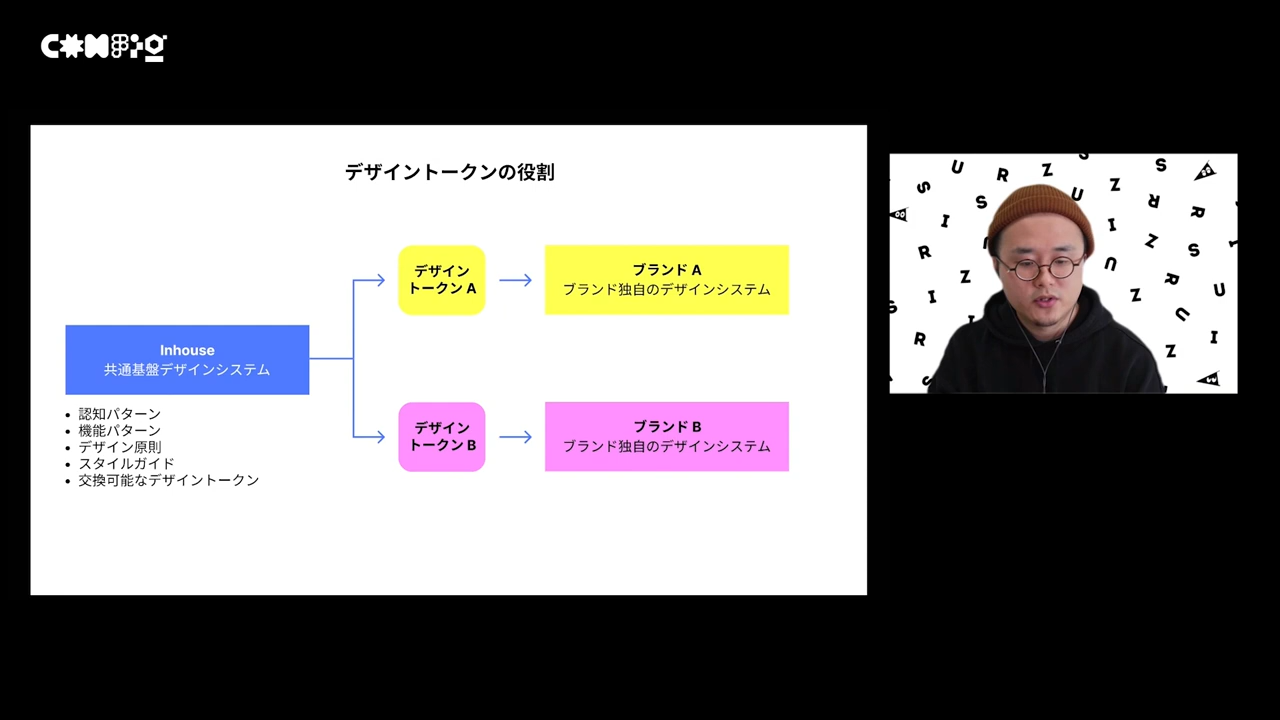 CONFIG
デザイントークンの役割
デザイン
トークン A
ブランド A
ブランド独自のデザインシステム
Inhouse
共通基盤デザインシステム
認知パターン
機能パターン
デザイン原則
スタイルガイド
交換可能なデザイントークン
デザイン
トークン B
ブランド B
ブランド独自のデザインシステム